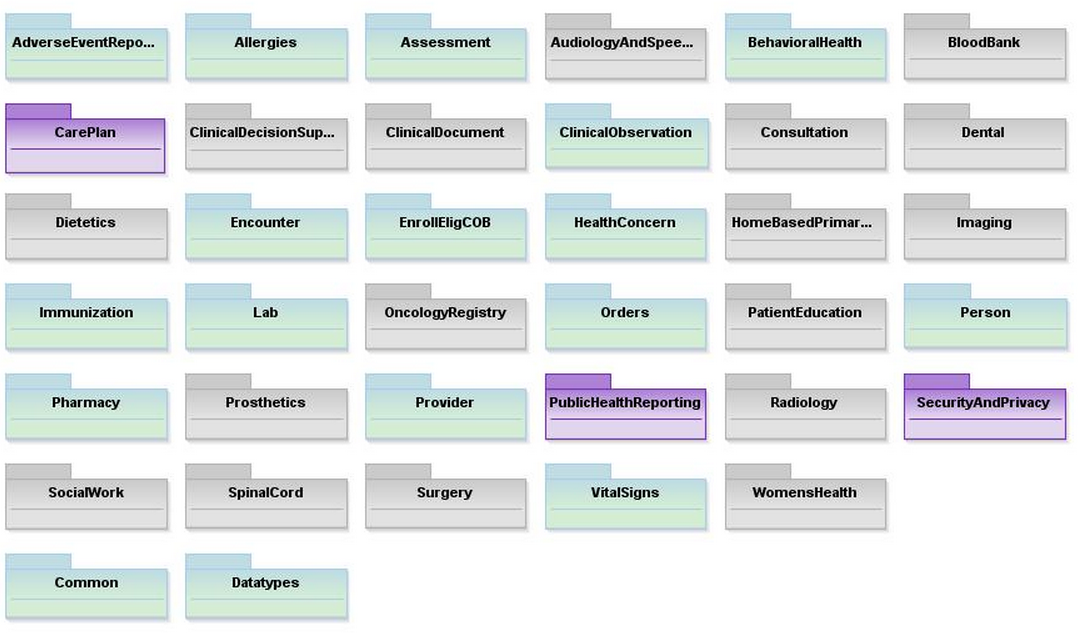 AdverseEventRepo...
Allergies
Assessment
AudiologyAndSpee...
BehavioralHealth
BloodBank
CarePlan
ClinicalDecisionSup...
ClinicalDocument
ClinicalObservation
Consultation
Dental
Dietetics
Encounter
EnrollEligCOB
HealthConcern
HomeBasedPrimar...
Imaging
Immunization
Lab
OncologyRegistry
Orders
PatientEducation
Person
Pharmacy
Prosthetics
Provider
PublicHealthReporting
Radiology
SecurityAndPrivacy
SocialWork
SpinalCord
Surgery
VitalSigns
WomensHealth
Common
Datatypes